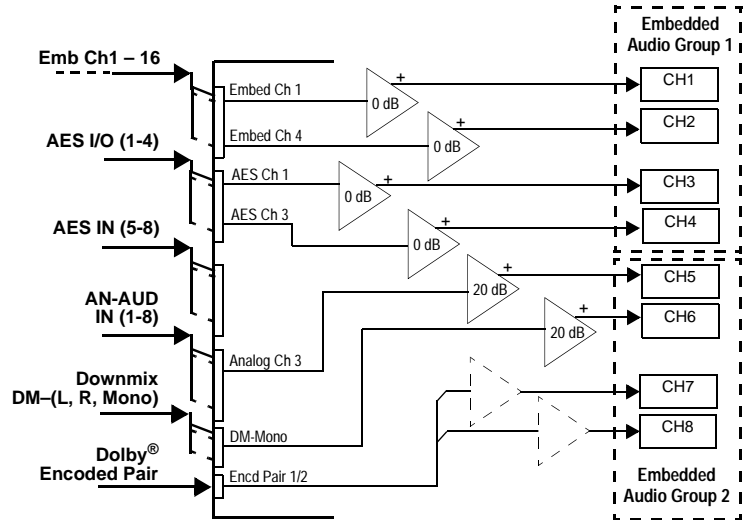 Embedded
Audio Group 1
Emb Ch1 – 16
+
CH1
Embed Ch 1
0 dB
+
CH2
Embed Ch 4
0 dB
AES I/O (1-4)
AES Ch 1
+
CH3
0 dB
AES Ch 3
+
CH4
AES IN (5-8)
0 dB
+
CH5
20 dB
AN-AUD
IN (1-8)
+
CH6
20 dB
Analog Ch 3
Downmix
DM–(L, R, Mono)
CH7
CH8
DM-Mono
Dolby®
Encoded Pair
Encd Pair 1/2
Embedded
Audio Group 2